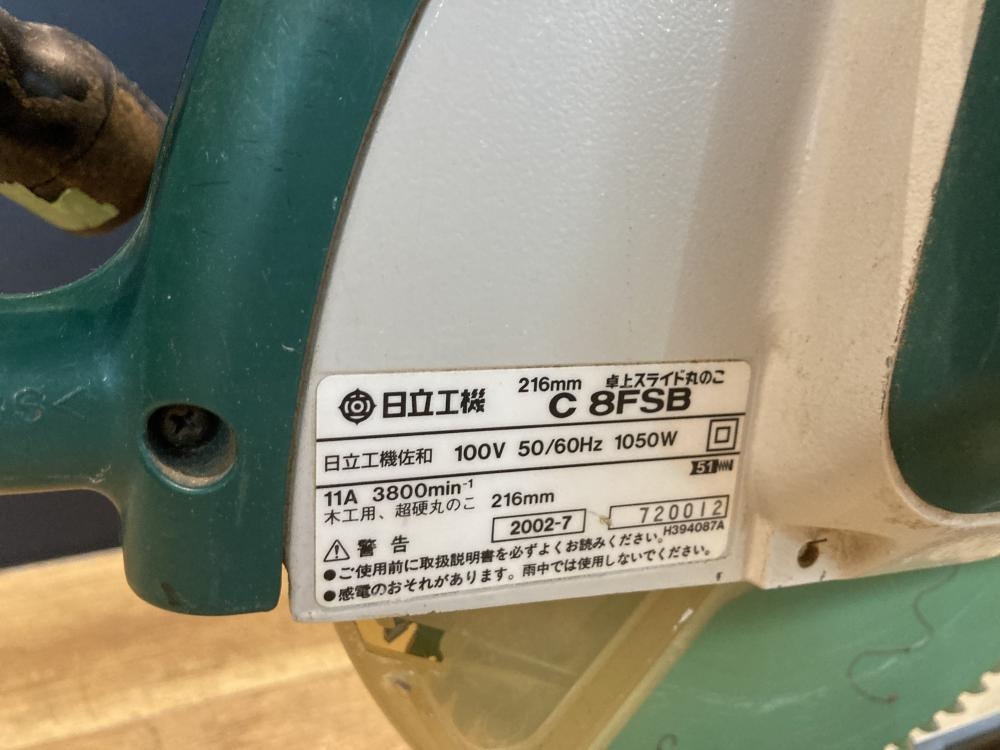 216mm 卓上スライド丸のこ
日立工機 C 8FSB
日立工機佐和 100V 50/60Hz 1050W
51
11A 3800min⁻¹
木工用、超硬丸のこ 216mm
2002-7 720012
H394087A
警告
●ご使用前に取扱説明書を必ずよくお読みください。
●感電のおそれがあります。雨中では使用しないでください。